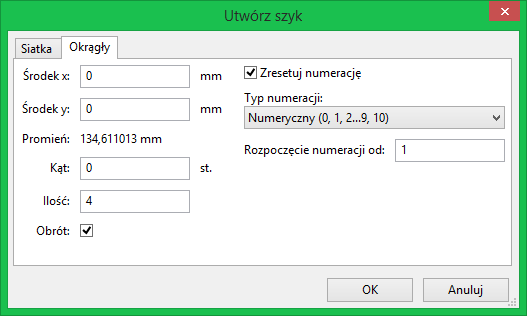 Utwórz szyk
Siatka
Okrągły
Środek x:
0
mm
Środek y:
0
mm
Promień:
134,611013 mm
Kąt:
0
st.
Ilość:
4
Obrót:
Zresetuj numerację
Typ numeracji:
Numeryczny (0, 1, 2...9, 10)
Rozpoczęcie numeracji od:
1
OK
Anuluj